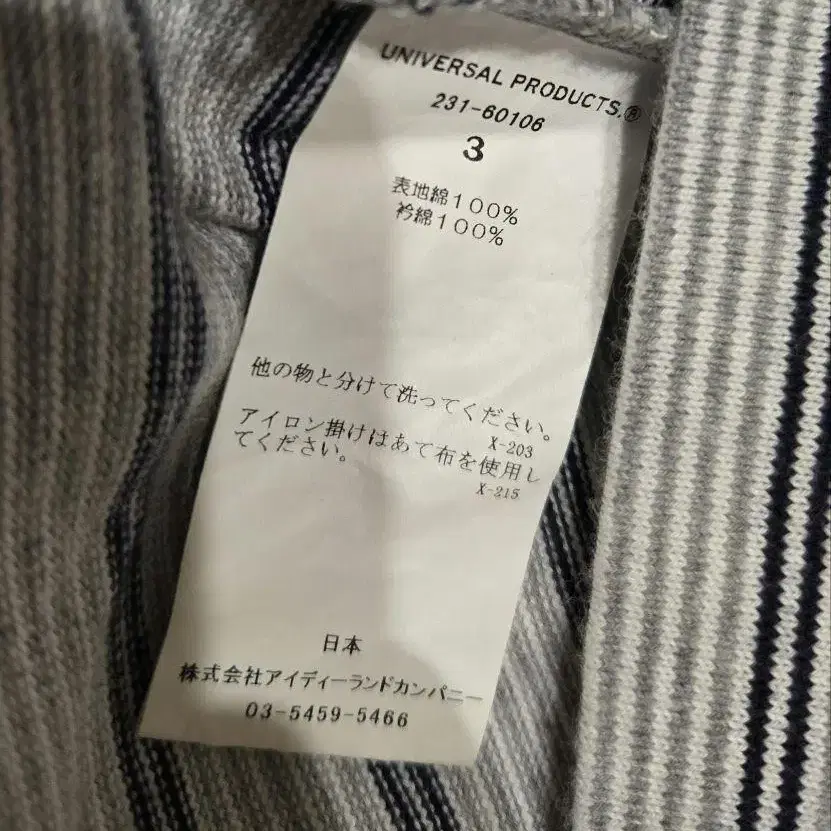 UNIVERSAL PRODUCTS.®
231-60106
3
表地綿100%
衿綿100%
他の物と分けて洗ってください。
X-203
アイロン掛けはあて布を使用し
てください。
X-215
日本
株式会社アイディーランドカンパニー
03-5459-5466